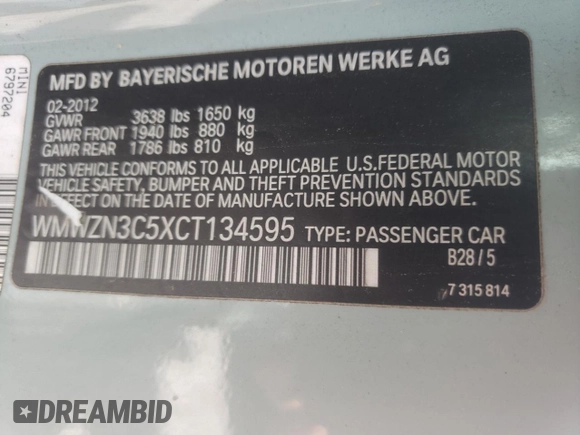 MINI
6797204
MFD BY BAYERISCHE MOTOREN WERKE AG
02-2012
GVWR 3638 lbs 1650 kg
GAWR FRONT 1940 lbs 880 kg
GAWR REAR 1786 lbs 810 kg
THIS VEHICLE CONFORMS TO ALL APPLICABLE U.S.FEDERAL MOTOR
VEHICLE SAFETY, BUMPER AND THEFT PREVENTION STANDARDS
IN EFFECT ON THE DATE OF MANUFACTURE SHOWN ABOVE.
WMWZN3C5XCT134595 TYPE: PASSENGER CAR
B28 / 5
7 315 814
DREAMBID